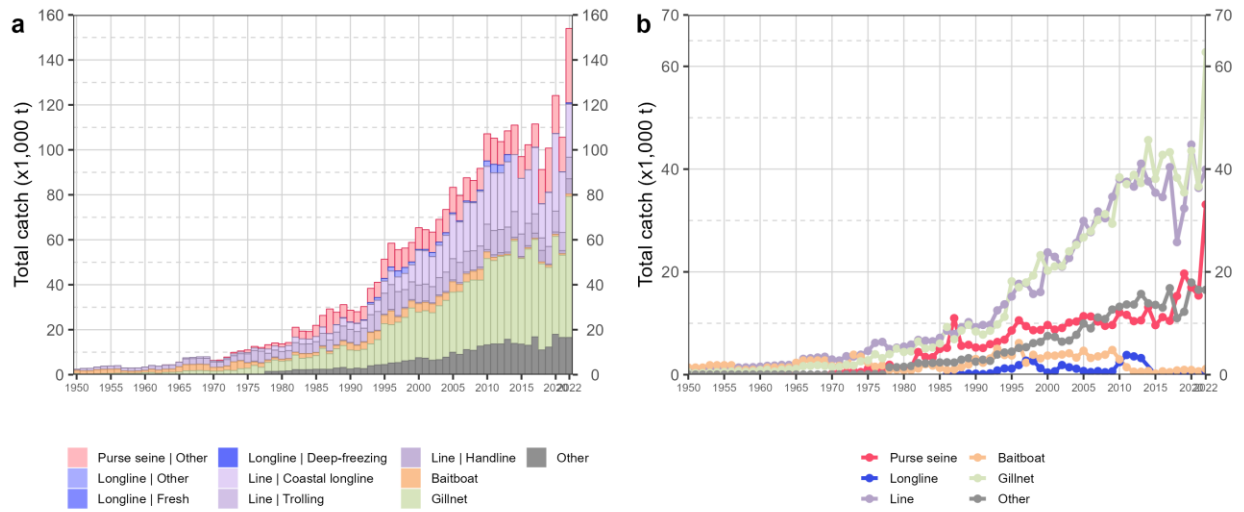 a
b
Total catch (x1,000 t)
160
140
120
100
80
60
40
20
0
160
140
120
100
80
60
40
20
0
1950 1955 1960 1965 1970 1975 1980 1985 1990 1995 2000 2005 2010 2015 2020 2022
Total catch (x1,000 t)
70
60
40
20
0
70
60
40
20
0
1950 1955 1960 1965 1970 1975 1980 1985 1990 1995 2000 2005 2010 2015 2020 2022
Purse seine | Other
Longline | Other
Longline | Fresh
Longline | Deep-freezing
Line | Coastal longline
Line | Trolling
Line | Handline
Baitboat
Gillnet
Other
Purse seine
Longline
Line
Baitboat
Gillnet
Other